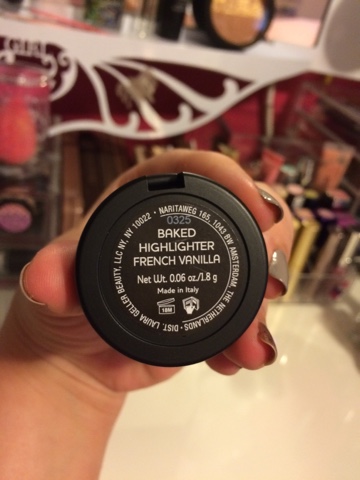 • NARITAWEG 165, 1043 BW AMSTERDAM, THE NETHERLANDS • DIST. LAURA GELLER BEAUTY, LLC NY, NY 10022
0325
BAKED
HIGHLIGHTER
FRENCH VANILLA
Net Wt. 0.06 oz./1.8 g
Made in Italy
18M